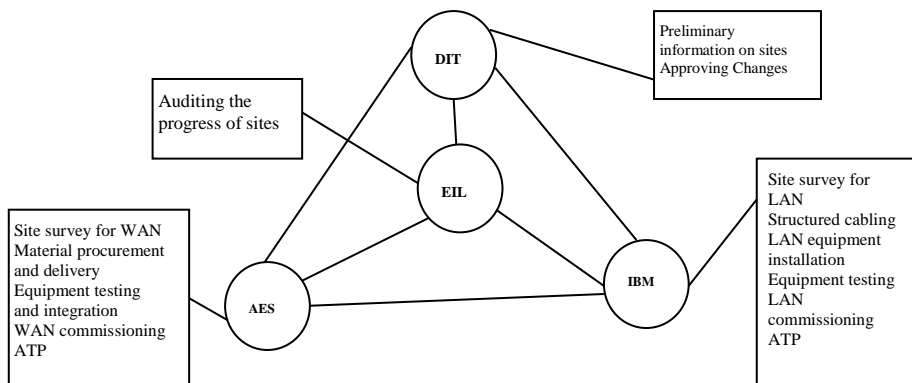 DIT
Preliminary
information on sites
Approving Changes
Auditing the
progress of sites
EIL
Site survey for WAN
Material procurement
and delivery
Equipment testing
and integration
WAN commissioning
ATP
AES
IBM
Site survey for
LAN
Structured cabling
LAN equipment
installation
Equipment testing
LAN
commissioning
ATP